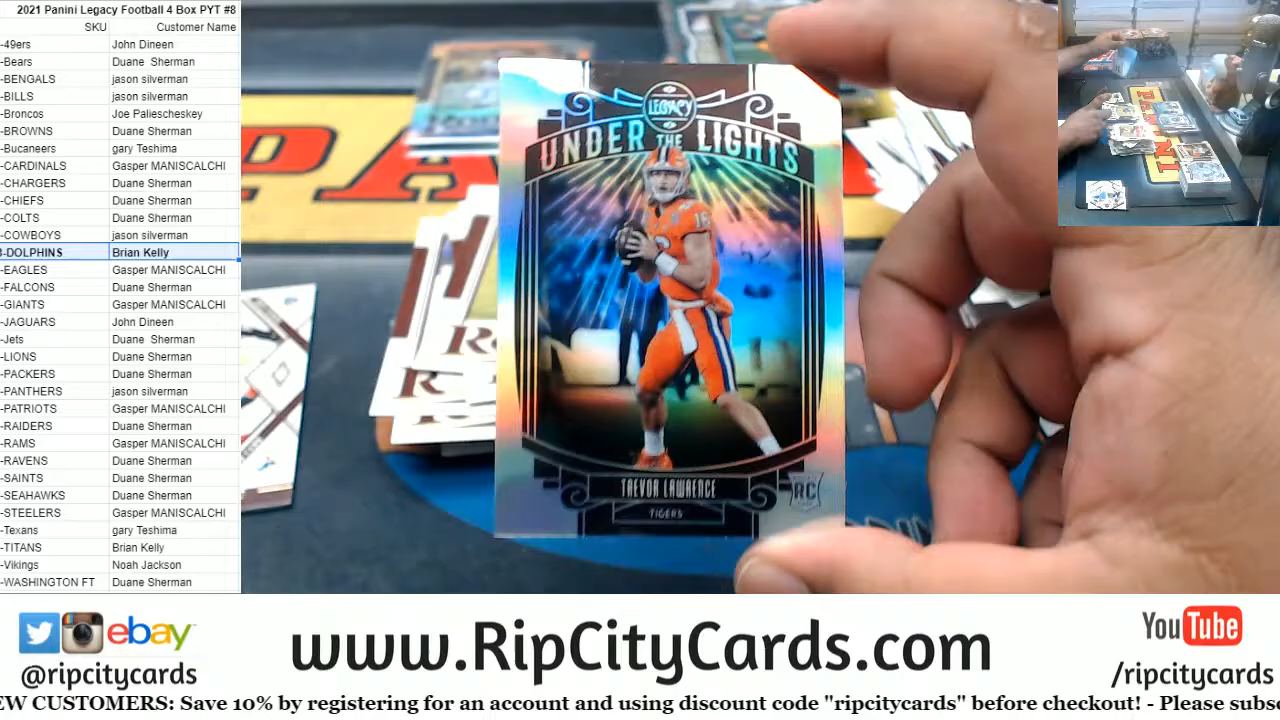 2021 Panini Legacy Football 4 Box PYT #8
SKU Customer Name
-49ers John Dineen
-Bears Duane Sherman
-BENGALS jason silverman
-BILLS jason silverman
-Broncos Joe Paliescheskey
-BROWNS Duane Sherman
-Bucaneers gary Teshima
-CARDINALS Gasper MANISCALCHI
-CHARGERS Duane Sherman
-CHIEFS Duane Sherman
-COLTS Duane Sherman
-COWBOYS jason silverman
-DOLPHINS Brian Kelly
-EAGLES Gasper MANISCALCHI
-FALCONS Duane Sherman
-GIANTS Gasper MANISCALCHI
-JAGUARS John Dineen
-Jets Duane Sherman
-LIONS Duane Sherman
-PACKERS Duane Sherman
-PANTHERS jason silverman
-PATRIOTS Gasper MANISCALCHI
-RAIDERS Duane Sherman
-RAMS Gasper MANISCALCHI
-RAVENS Duane Sherman
-SAINTS Duane Sherman
-SEAHAWKS Duane Sherman
-STEELERS Gasper MANISCALCHI
-Texans gary Teshima
-TITANS Brian Kelly
-Vikings Noah Jackson
-WASHINGTON FT Duane Sherman
LEGACY
UNDER THE LIGHTS
16
TREVOR LAWRENCE
TIGERS
RC
PANINI
ebay
@ripcitycards
www.RipCityCards.com
YouTube
/ripcitycards
EW CUSTOMERS: Save 10% by registering for an account and using discount code "ripcitycards" before checkout! - Please subsc